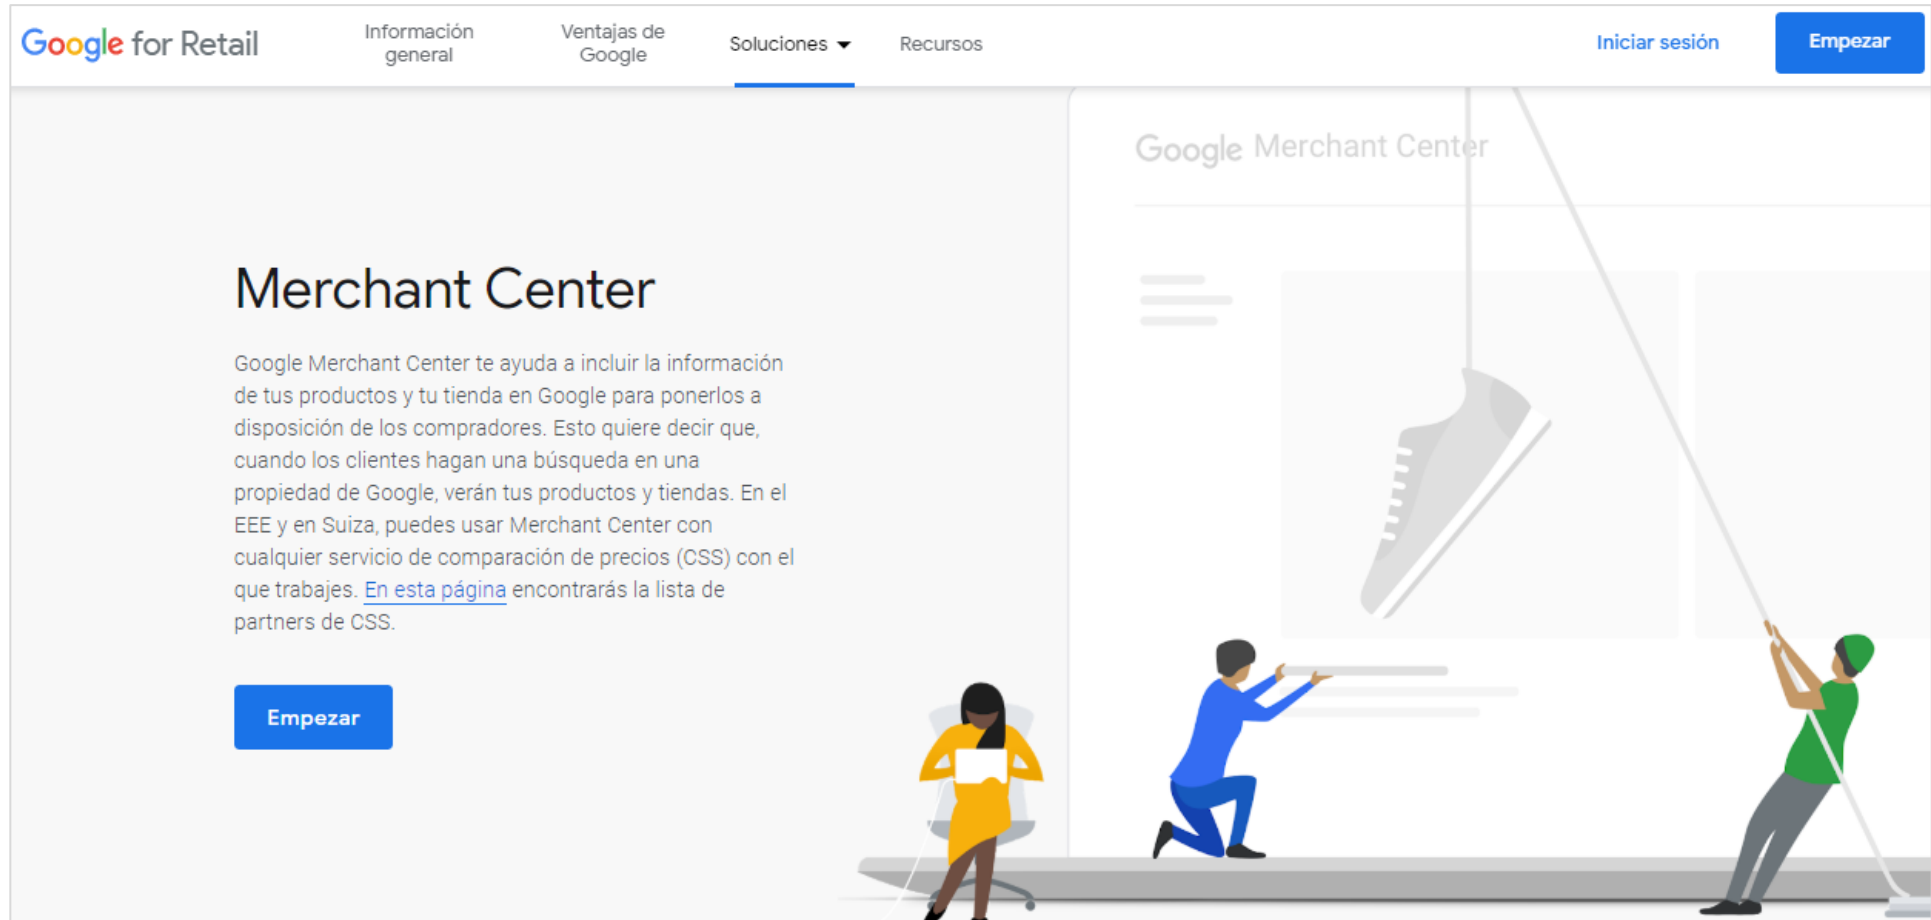 Google for Retail
Información
general
Ventajas de
Google
Soluciones
Recursos
Iniciar sesión
Empezar
Google Merchant Center
Merchant Center
Google Merchant Center te ayuda a incluir la información
de tus productos y tu tienda en Google para ponerlos a
disposición de los compradores. Esto quiere decir que,
cuando los clientes hagan una búsqueda en una
propiedad de Google, verán tus productos y tiendas. En el
EEE y en Suiza, puedes usar Merchant Center con
cualquier servicio de comparación de precios (CSS) con el
que trabajes. En esta página encontrarás la lista de
partners de CSS.
Empezar